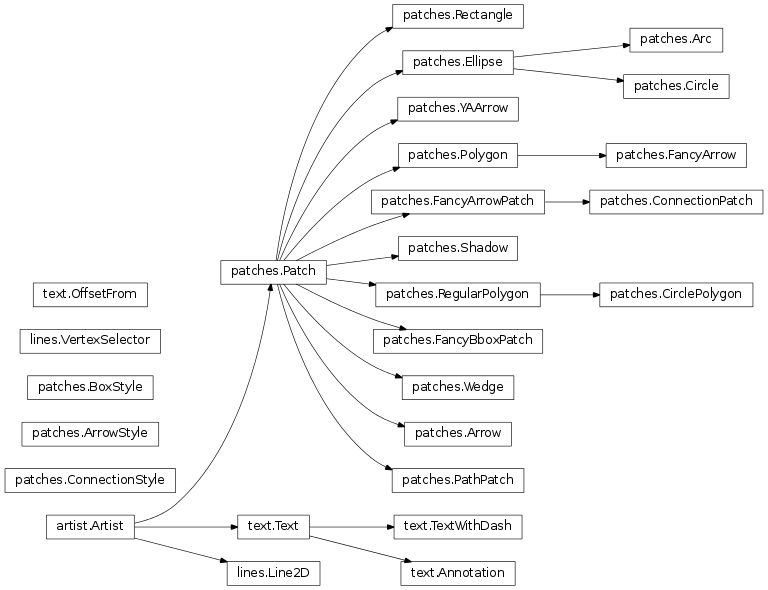 patches.Rectangle
patches.Arc
patches.Ellipse
patches.Circle
patches.YAArrow
patches.Polygon
patches.FancyArrow
patches.FancyArrowPatch
patches.ConnectionPatch
patches.Shadow
patches.Patch
text.OffsetFrom
patches.RegularPolygon
patches.CirclePolygon
lines.VertexSelector
patches.FancyBboxPatch
patches.BoxStyle
patches.Wedge
patches.ArrowStyle
patches.Arrow
patches.ConnectionStyle
patches.PathPatch
artist.Artist
text.Text
text.TextWithDash
lines.Line2D
text.Annotation